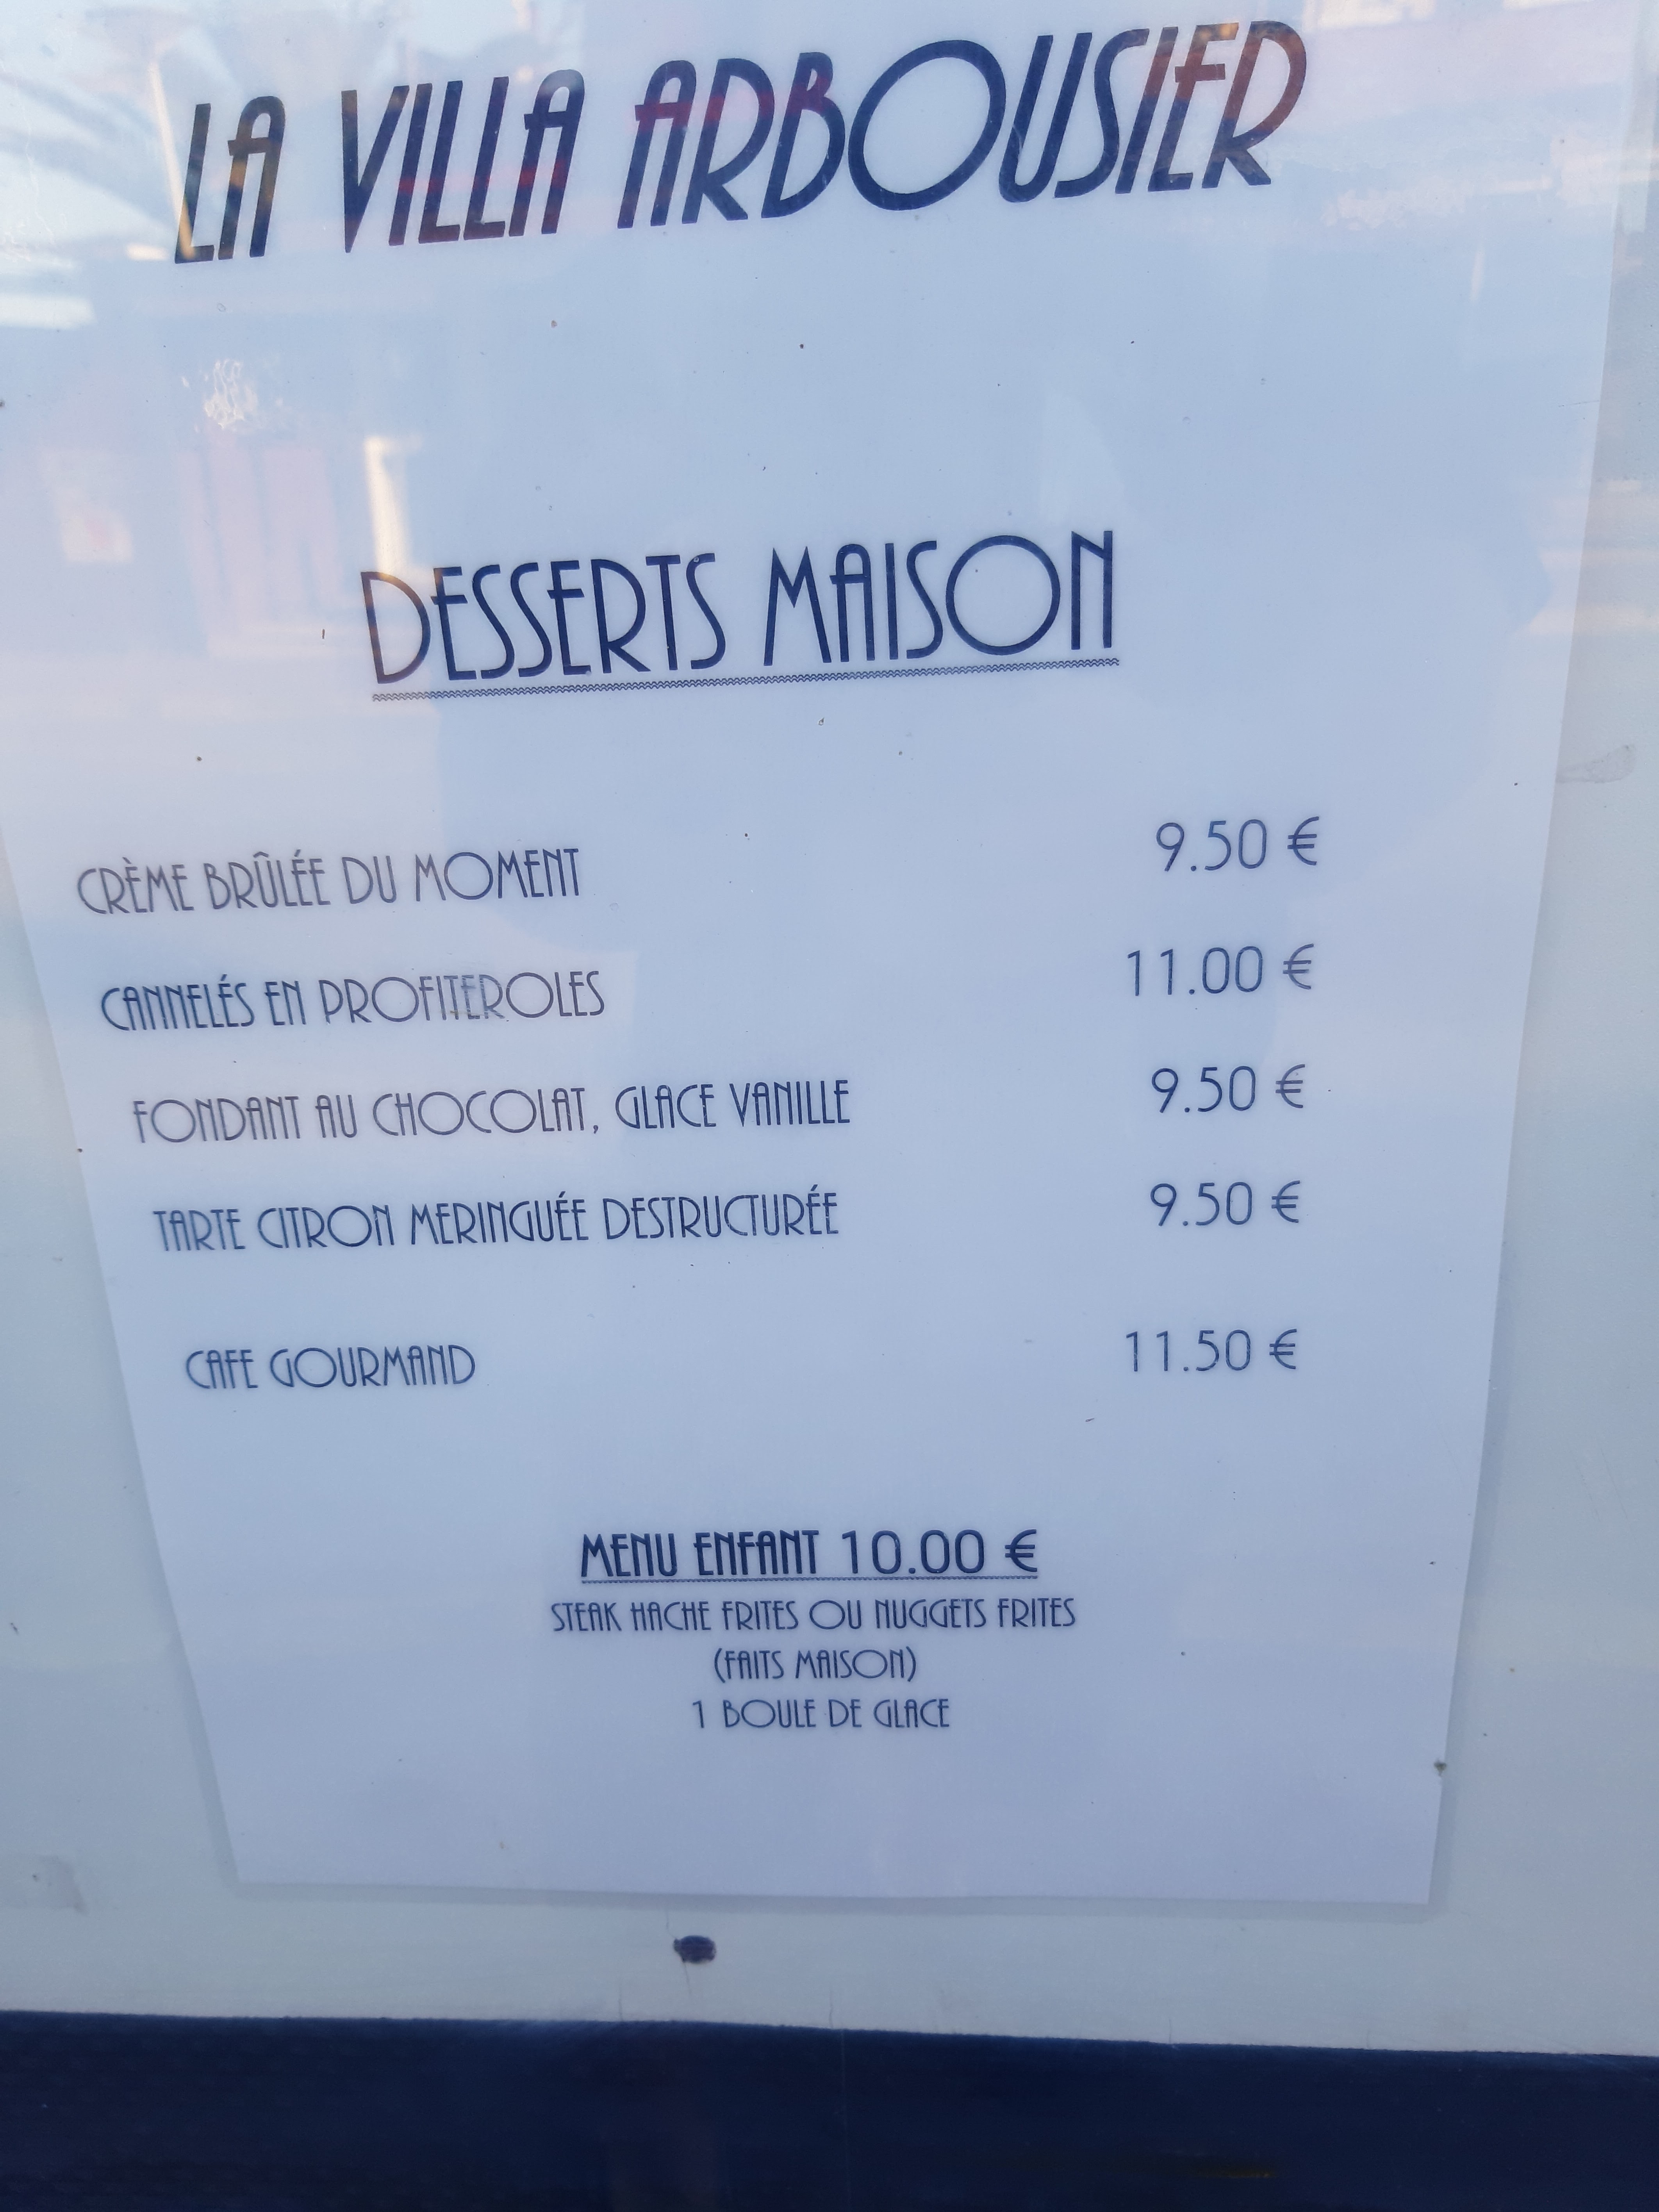 LA VILLA ARBOUSIER
DESSERTS MAISON
CRÈME BRÛLÉE DU MOMENT 9.50 €
CANNELÉS EN PROFITEROLES 11.00 €
FONDANT AU CHOCOLAT, GLACE VANILLE 9.50 €
TARTE CITRON MERINGUÉE DESTRUCTURÉE 9.50 €
CAFE GOURMAND 11.50 €
MENU ENFANT 10.00 €
STEAK HACHE FRITES OU NUGGETS FRITES
(FAITS MAISON)
1 BOULE DE GLACE